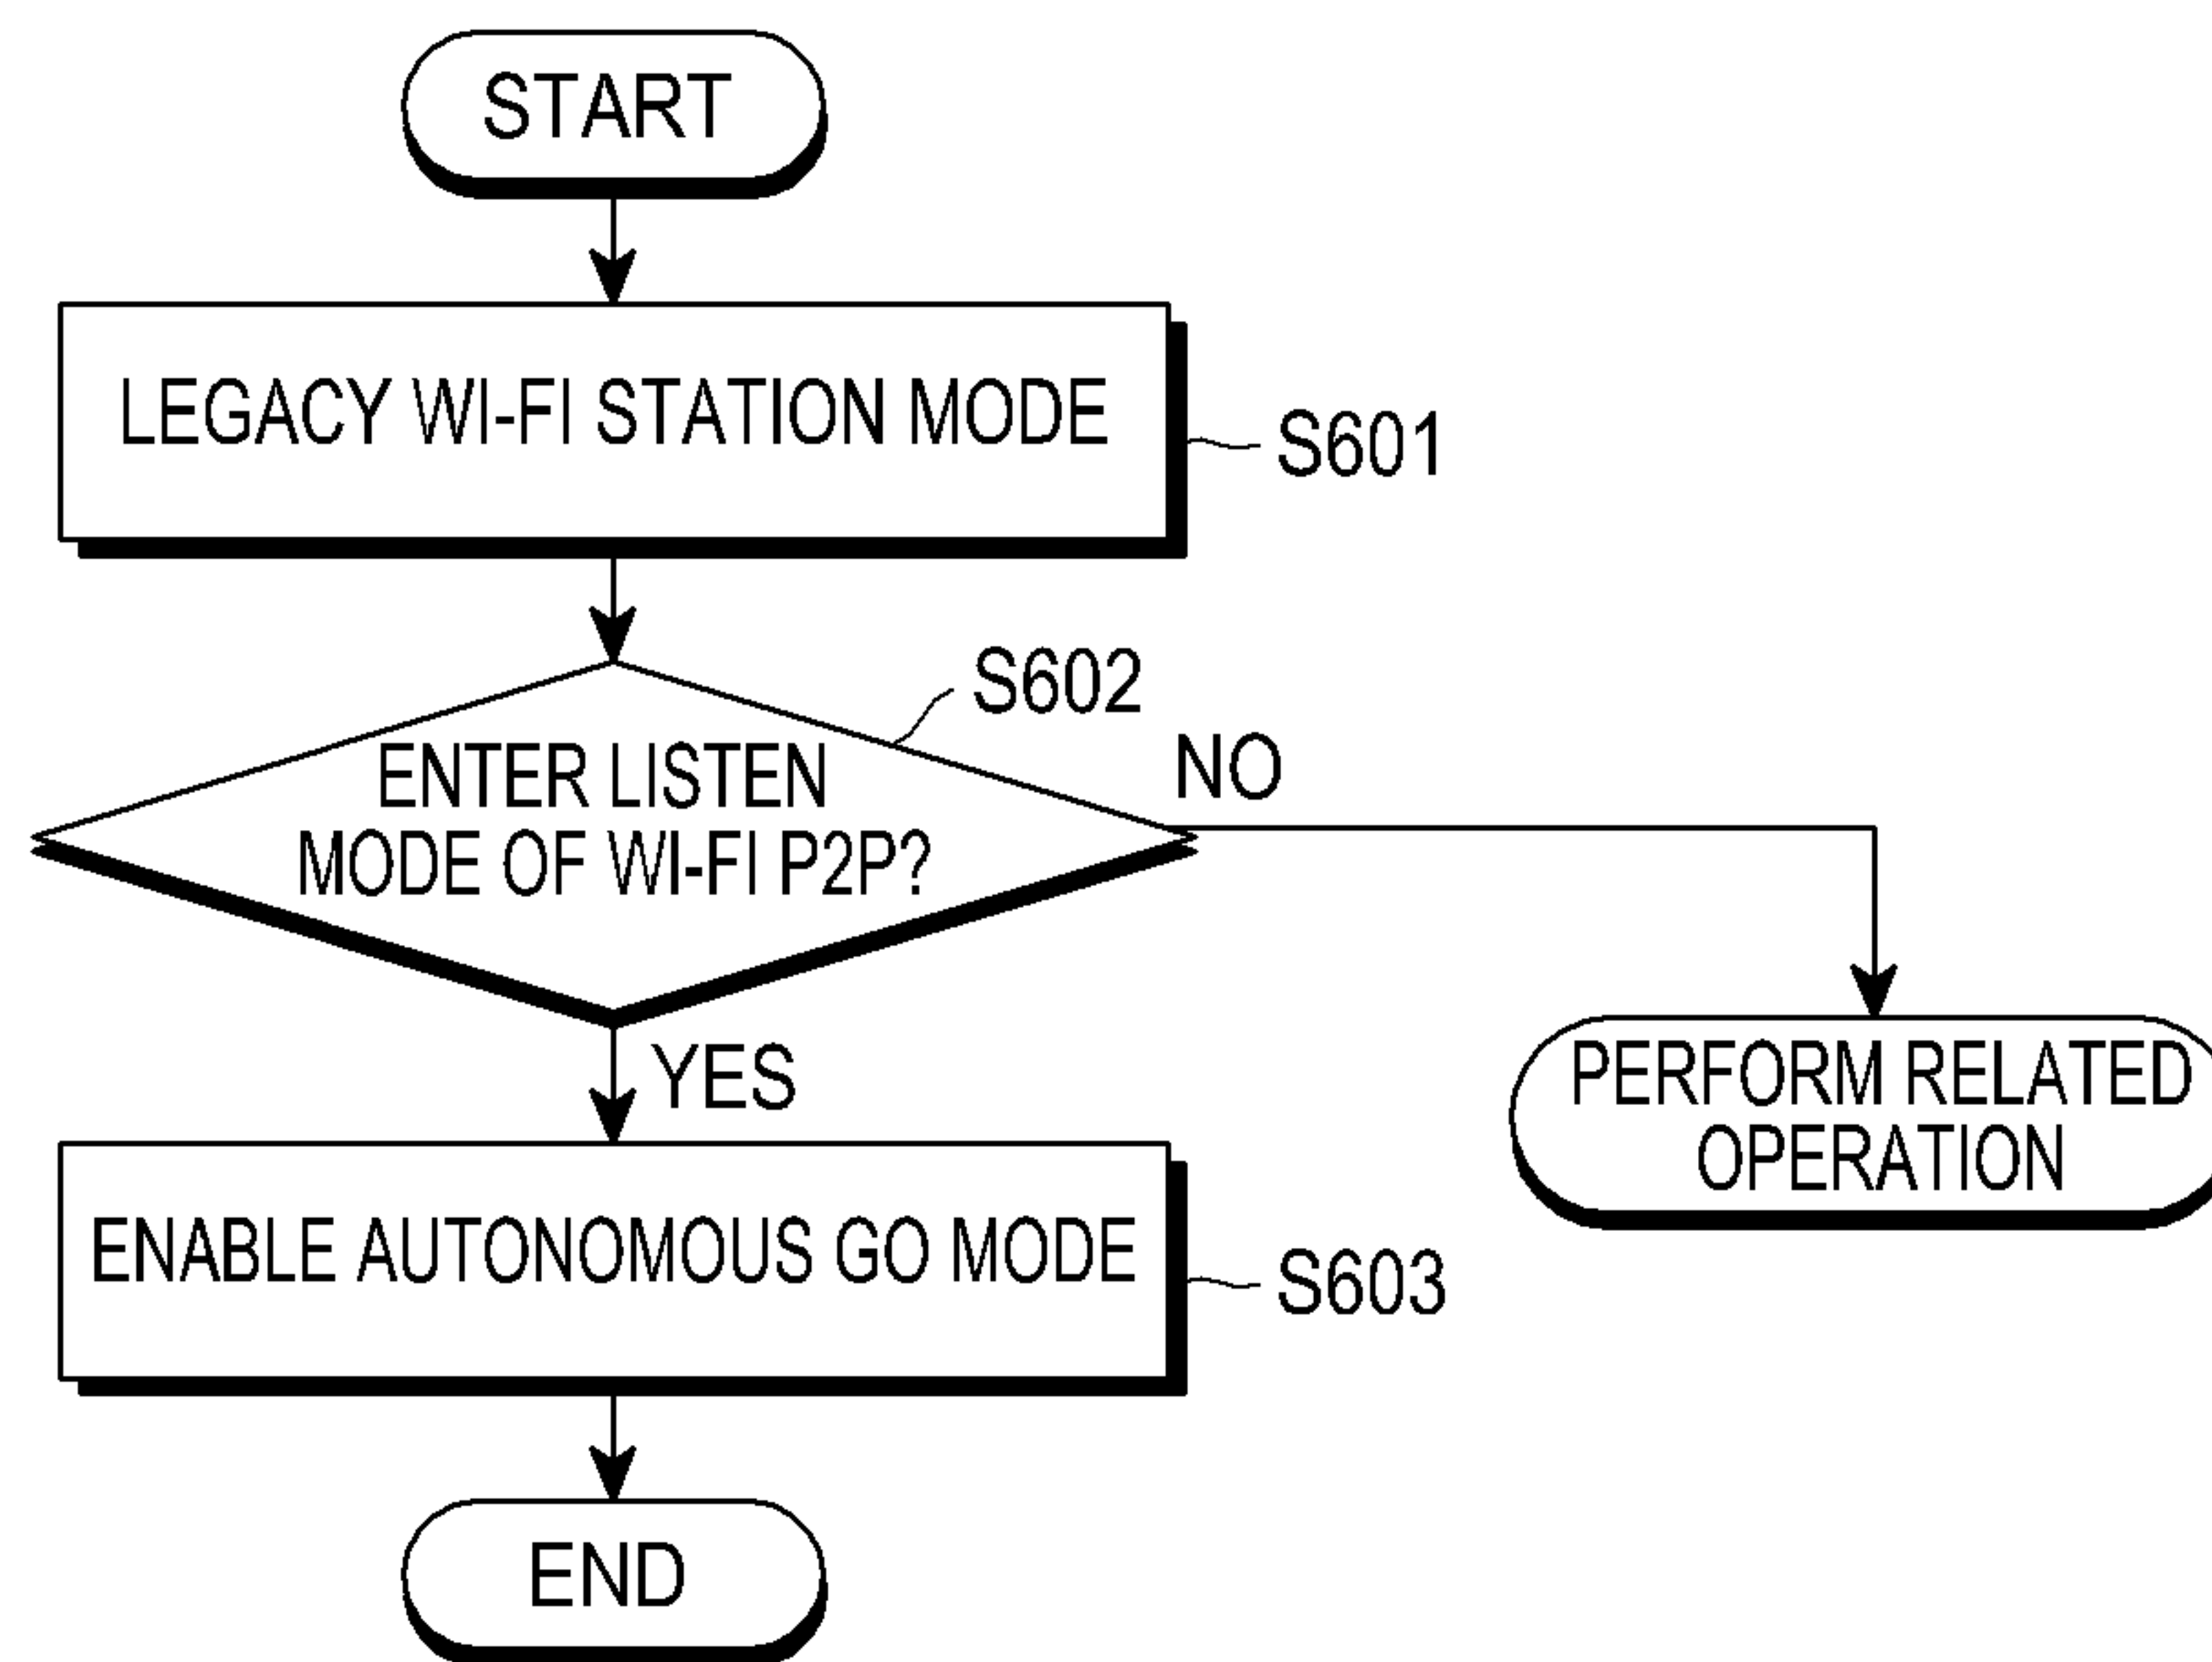 START
LEGACY WI-FI STATION MODE
S601
S602
ENTER LISTEN
MODE OF WI-FI P2P?
NO
YES
PERFORM RELATED
OPERATION
ENABLE AUTONOMOUS GO MODE
S603
END